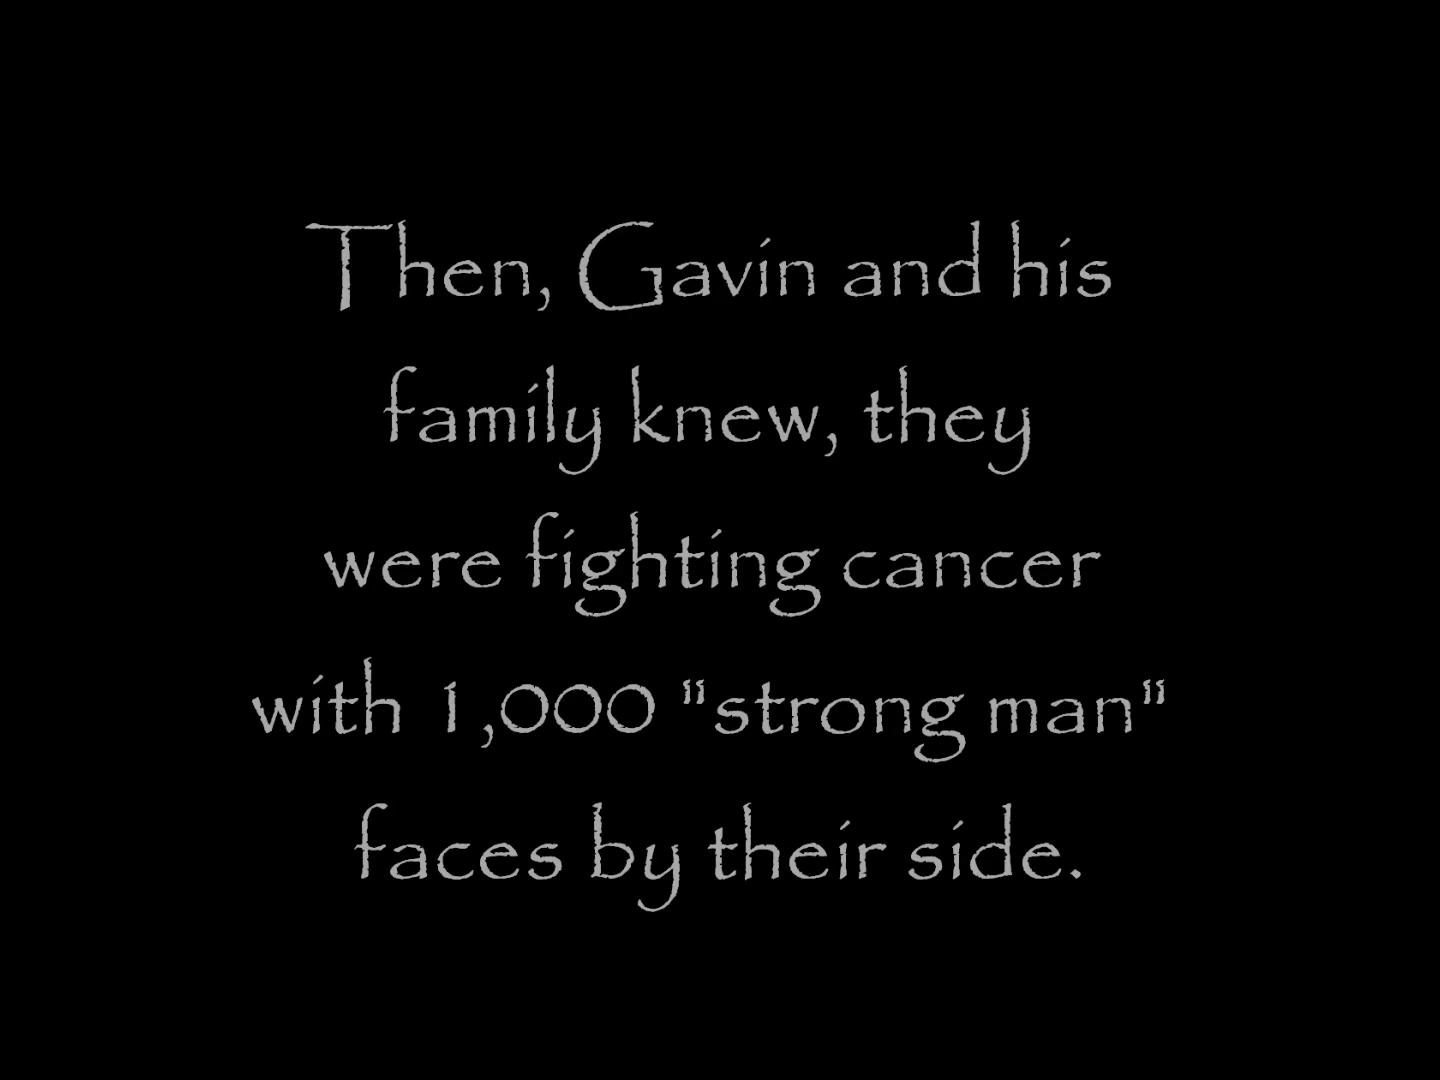 Then, Gavin and his
family knew, they
were fighting cancer
with 1,000 "strong man"
faces by their side.